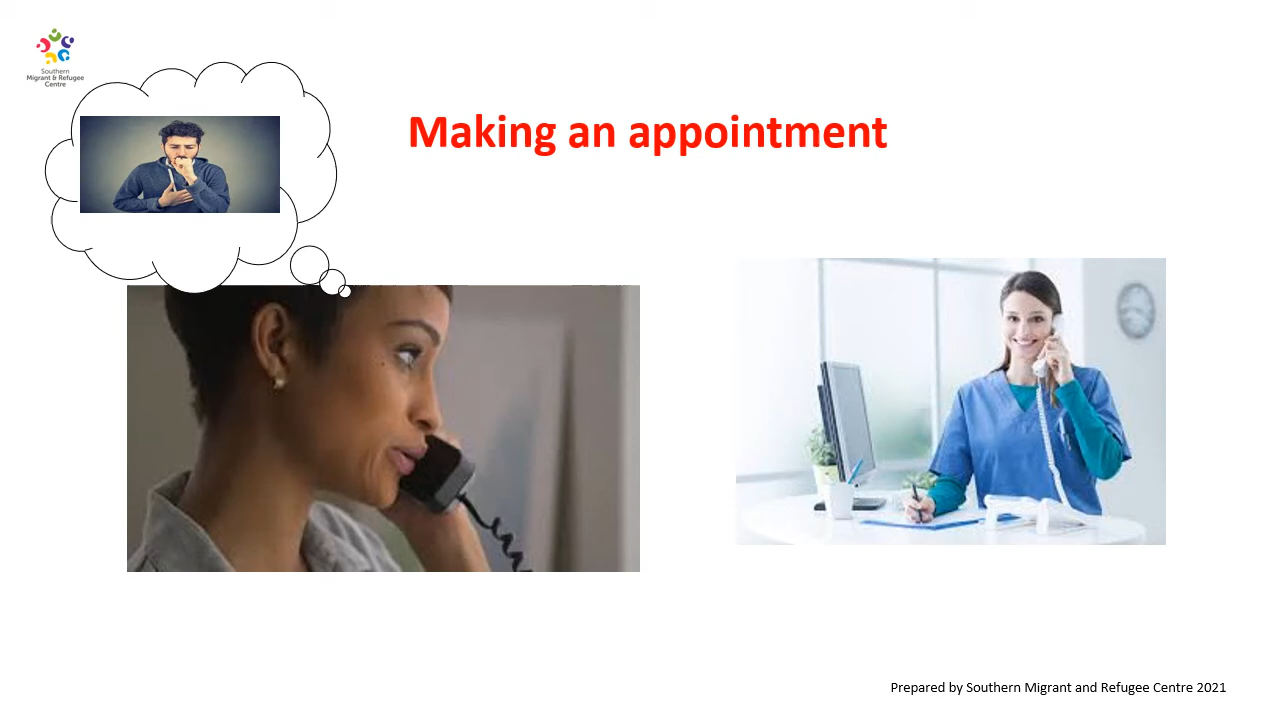 Southern
Migrant & Refugee
Centre
Making an appointment
Prepared by Southern Migrant and Refugee Centre 2021